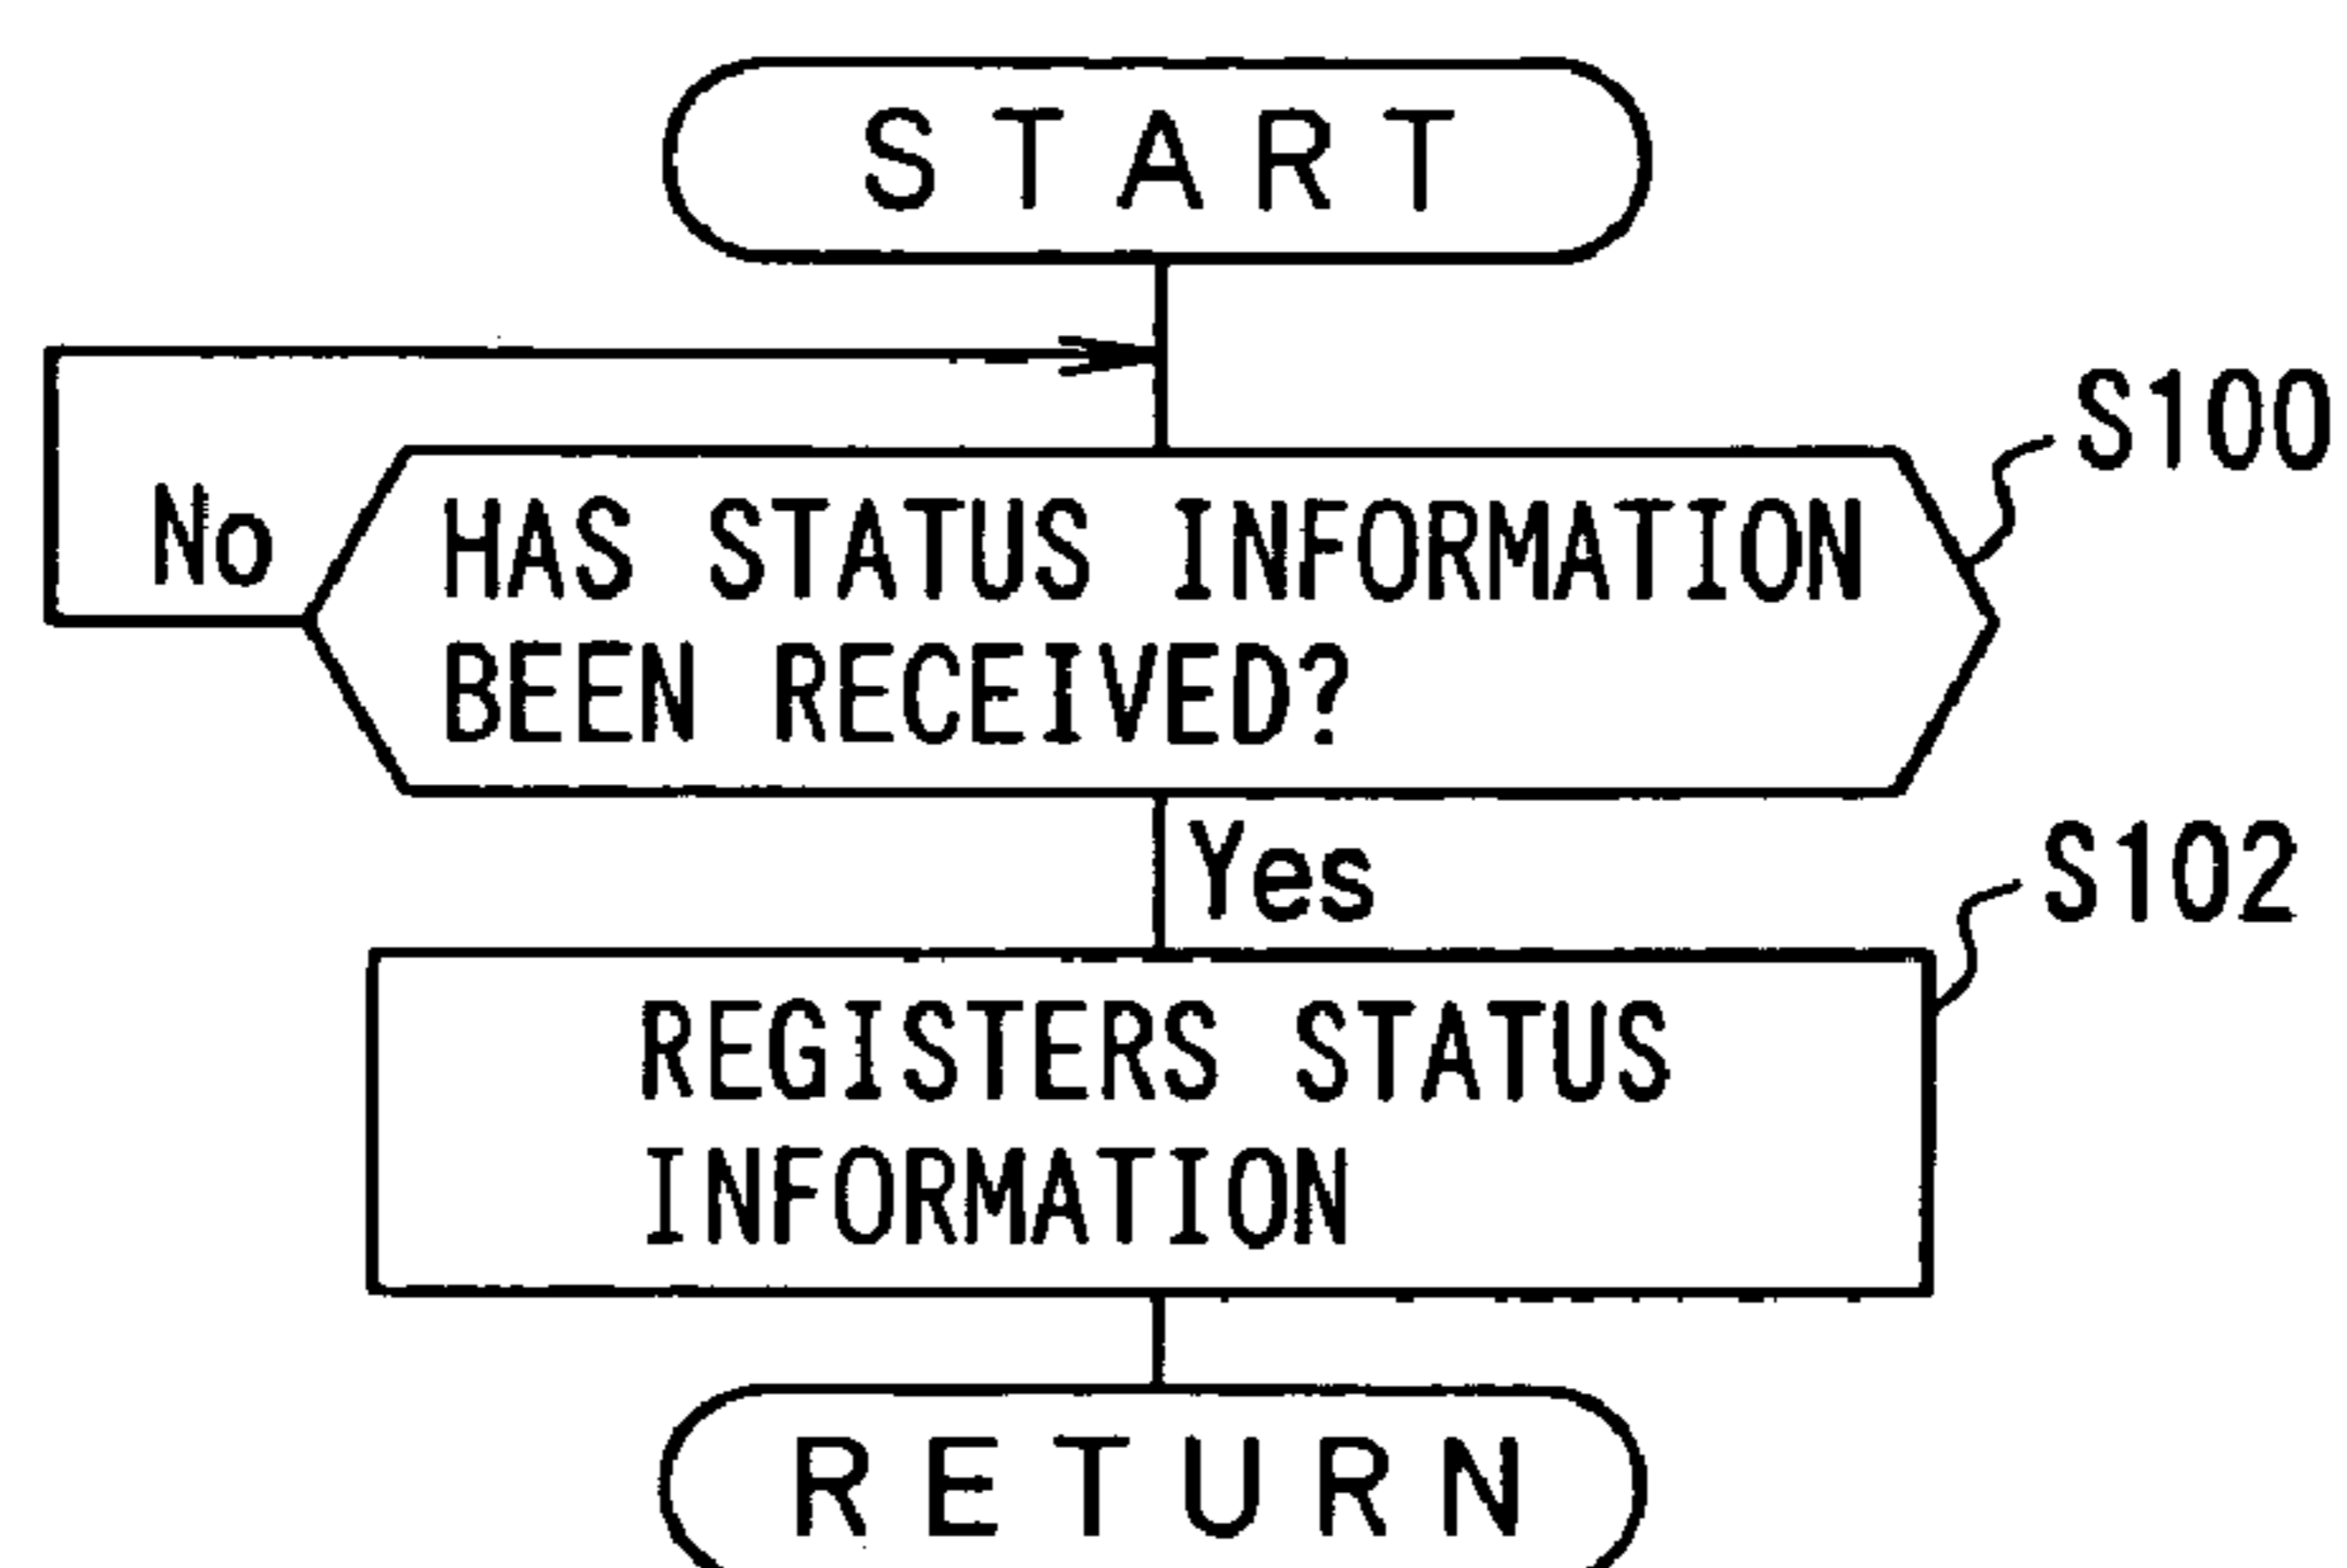 START
S100
No
HAS STATUS INFORMATION
BEEN RECEIVED?
Yes
S102
REGISTERS STATUS
INFORMATION
RETURN